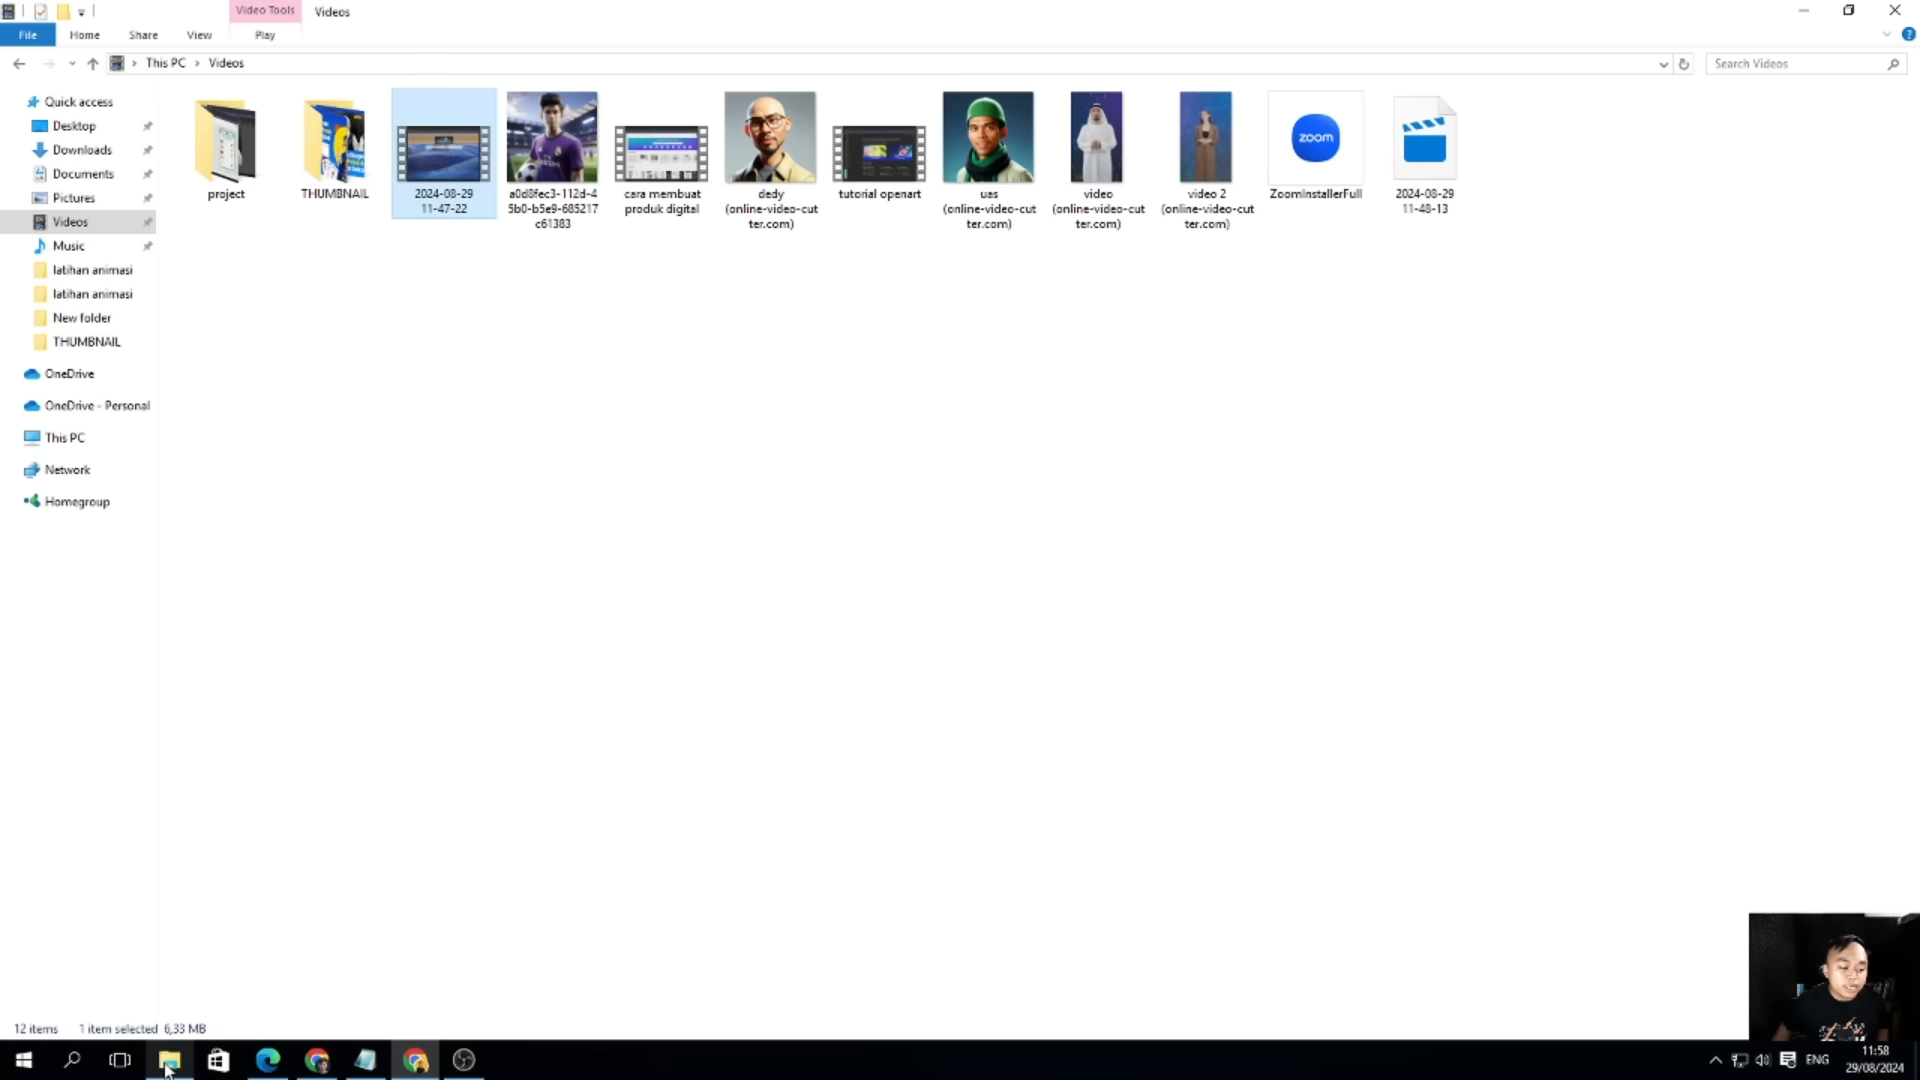 Video Tools
Videos
File
Home
Share
View
Play
This PC
Videos
Search Videos
Quick access
Desktop
Downloads
Documents
Pictures
Videos
Music
latihan animasi
latihan animasi
New folder
THUMBNAIL
OneDrive
OneDrive - Personal
This PC
Network
Homegroup
project
THUMBNAIL
2024-08-29
11-47-22
a0d8fec3-112d-4
5b0-b5e9-685217
c61383
cara membuat
produk digital
dedy
(online-video-cut
ter.com)
tutorial openart
uas
(online-video-cut
ter.com)
video
(online-video-cut
ter.com)
video 2
(online-video-cut
ter.com)
zoom
ZoomInstallerFull
2024-08-29
11-48-13
12 items
1 item selected 6,33 MB
ENG
11:58
29/08/2024